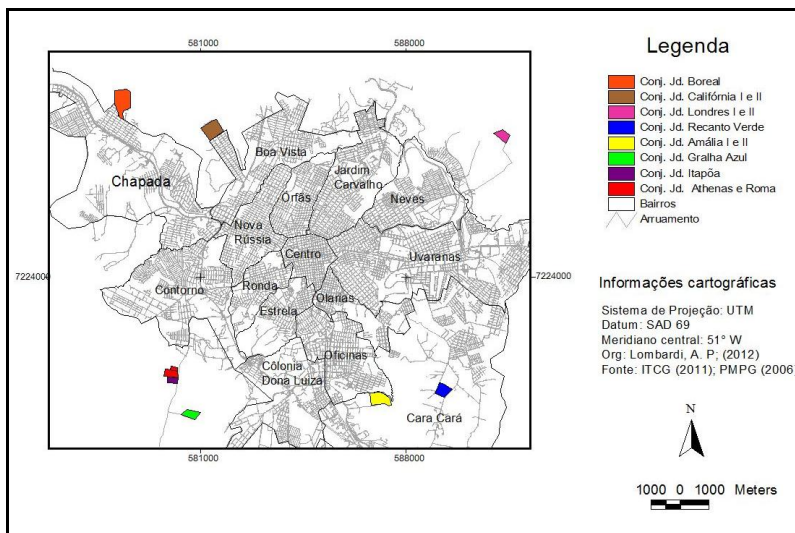 581000
588000
Legenda
Conj. Jd. Boreal
Conj. Jd. Califórnia I e II
Conj. Jd. Londres I e II
Conj. Jd. Recanto Verde
Conj. Jd. Amália I e II
Conj. Jd. Gralha Azul
Conj. Jd. Itapôa
Conj. Jd. Athenas e Roma
Bairros
Arruamento
Boa Vista
Chapada
Jardim
Carvalho
Órfãs
Neves
Nova
Rússia
Centro
Uvaranas
7224000
7224000
Contorno
Ronda
Olarias
Estrela
Oficinas
Côlonia
Dona Luiza
Cara Cará
581000
588000
Informações cartográficas
Sistema de Projeção: UTM
Datum: SAD 69
Meridiano central: 51° W
Org: Lombardi, A. P; (2012)
Fonte: ITCG (2011); PMPG (2006)
N
1000 0 1000 Meters